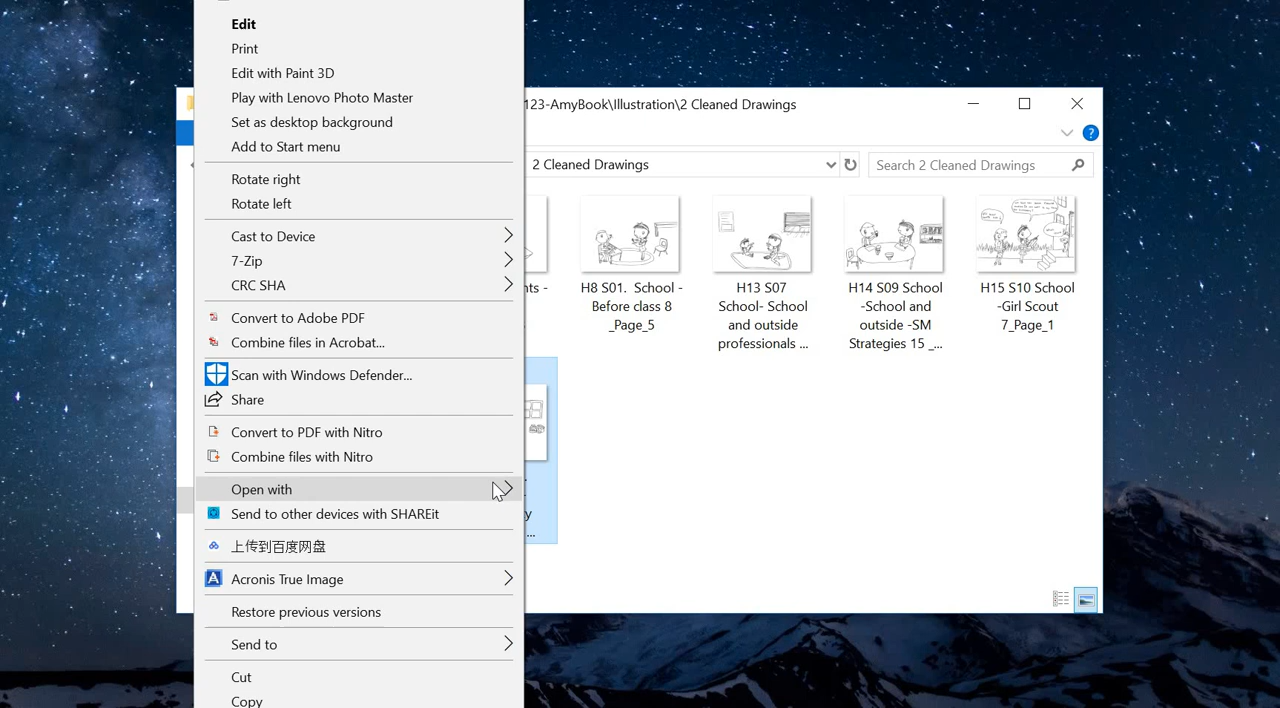 Edit
Print
Edit with Paint 3D
Play with Lenovo Photo Master
Set as desktop background
Add to Start menu
Rotate right
Rotate left
Cast to Device
7-Zip
CRC SHA
Convert to Adobe PDF
Combine files in Acrobat...
Scan with Windows Defender...
Share
Convert to PDF with Nitro
Combine files with Nitro
Open with
Send to other devices with SHAREit
上传到百度网盘
Acronis True Image
Restore previous versions
Send to
Cut
Copy
123-AmyBook\Illustration\2 Cleaned Drawings
?
2 Cleaned Drawings
Search 2 Cleaned Drawings
nts -
H8 S01. School -
Before class 8
_Page_5
H13 S07
School- School
and outside
professionals ...
H14 S09 School
-School and
outside -SM
Strategies 15 _...
H15 S10 School
-Girl Scout
7_Page_1
y
...